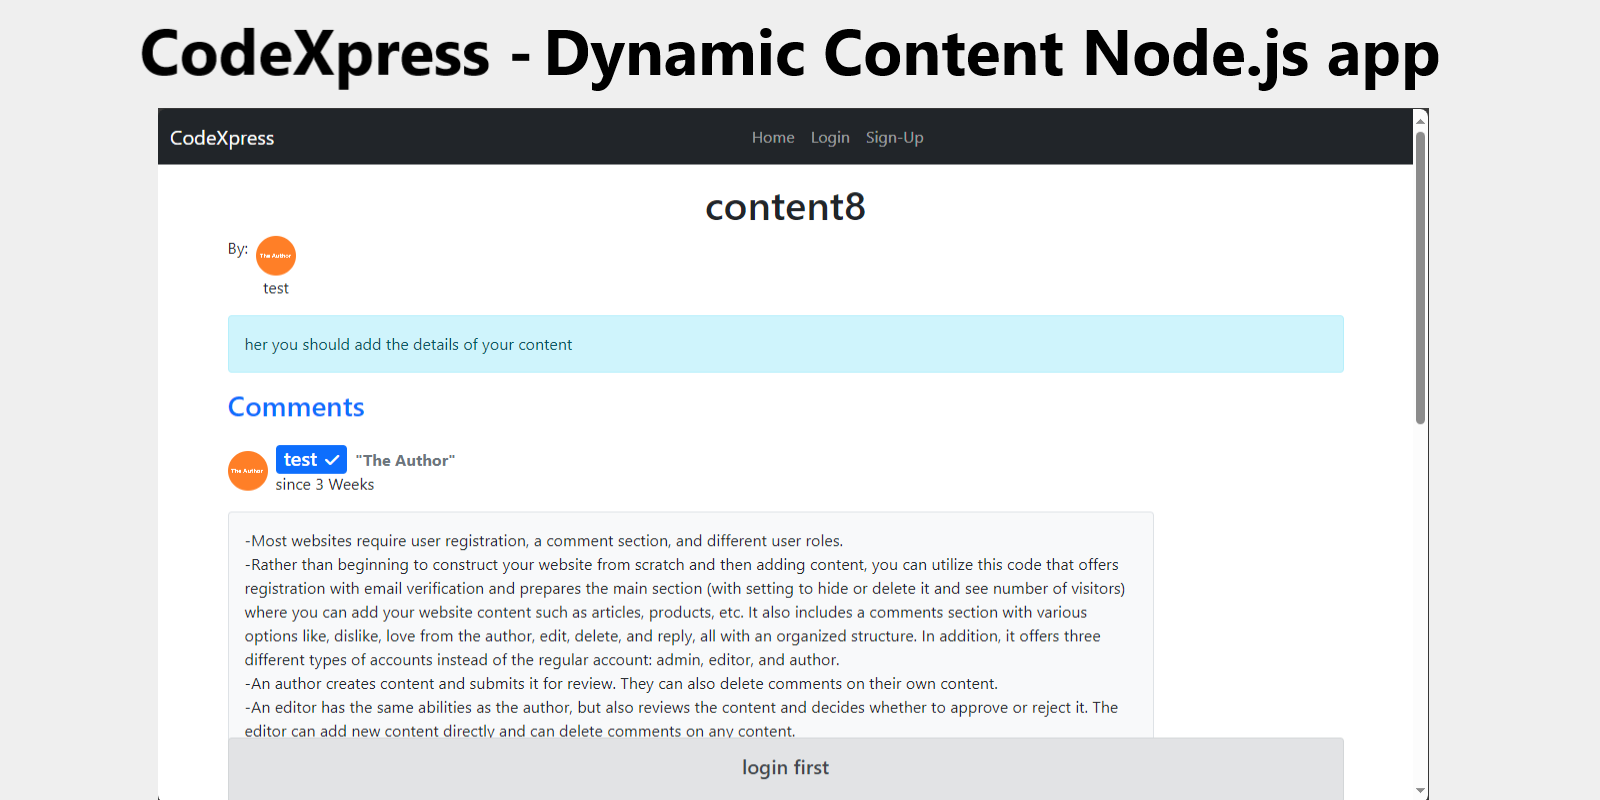 CodeXpress - Dynamic Content Node.js app
CodeXpress
Home Login Sign-Up
content8
By:
The Author
test
her you should add the details of your content
Comments
The Author
test "The Author"
since 3 Weeks
-Most websites require user registration, a comment section, and different user roles.
-Rather than beginning to construct your website from scratch and then adding content, you can utilize this code that offers
registration with email verification and prepares the main section (with setting to hide or delete it and see number of visitors)
where you can add your website content such as articles, products, etc. It also includes a comments section with various
options like, dislike, love from the author, edit, delete, and reply, all with an organized structure. In addition, it offers three
different types of accounts instead of the regular account: admin, editor, and author.
-An author creates content and submits it for review. They can also delete comments on their own content.
-An editor has the same abilities as the author, but also reviews the content and decides whether to approve or reject it. The
editor can add new content directly and can delete comments on any content.
login first